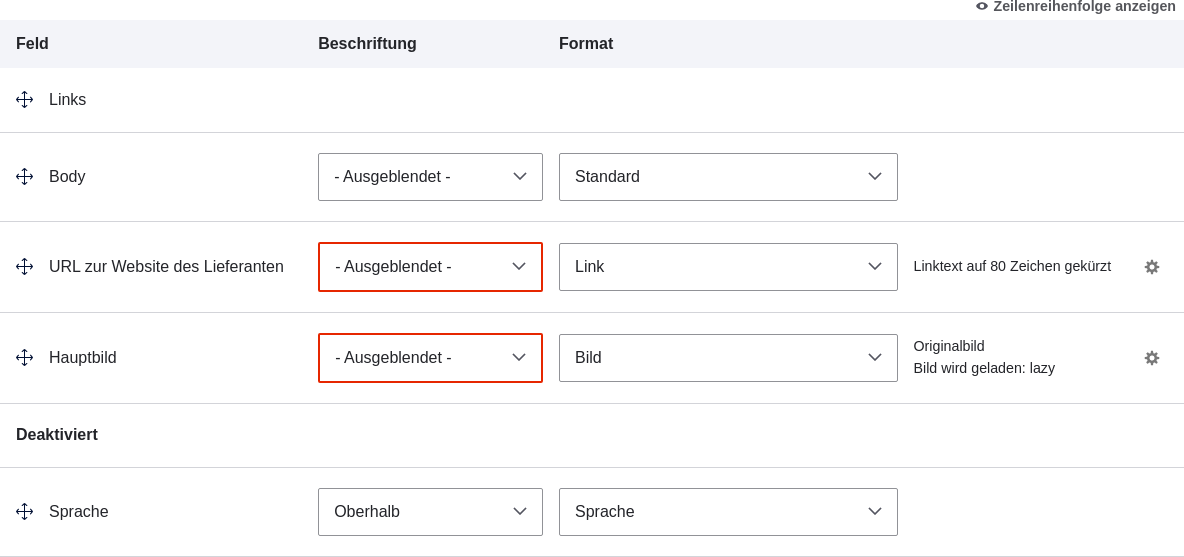 Zeilenreihenfolge anzeigen
Feld Beschriftung Format
Links
Body - Ausgeblendet - Standard
URL zur Website des Lieferanten - Ausgeblendet - Link Linktext auf 80 Zeichen gekürzt
Hauptbild - Ausgeblendet - Bild Originalbild
Bild wird geladen: lazy
Deaktiviert
Sprache Oberhalb Sprache